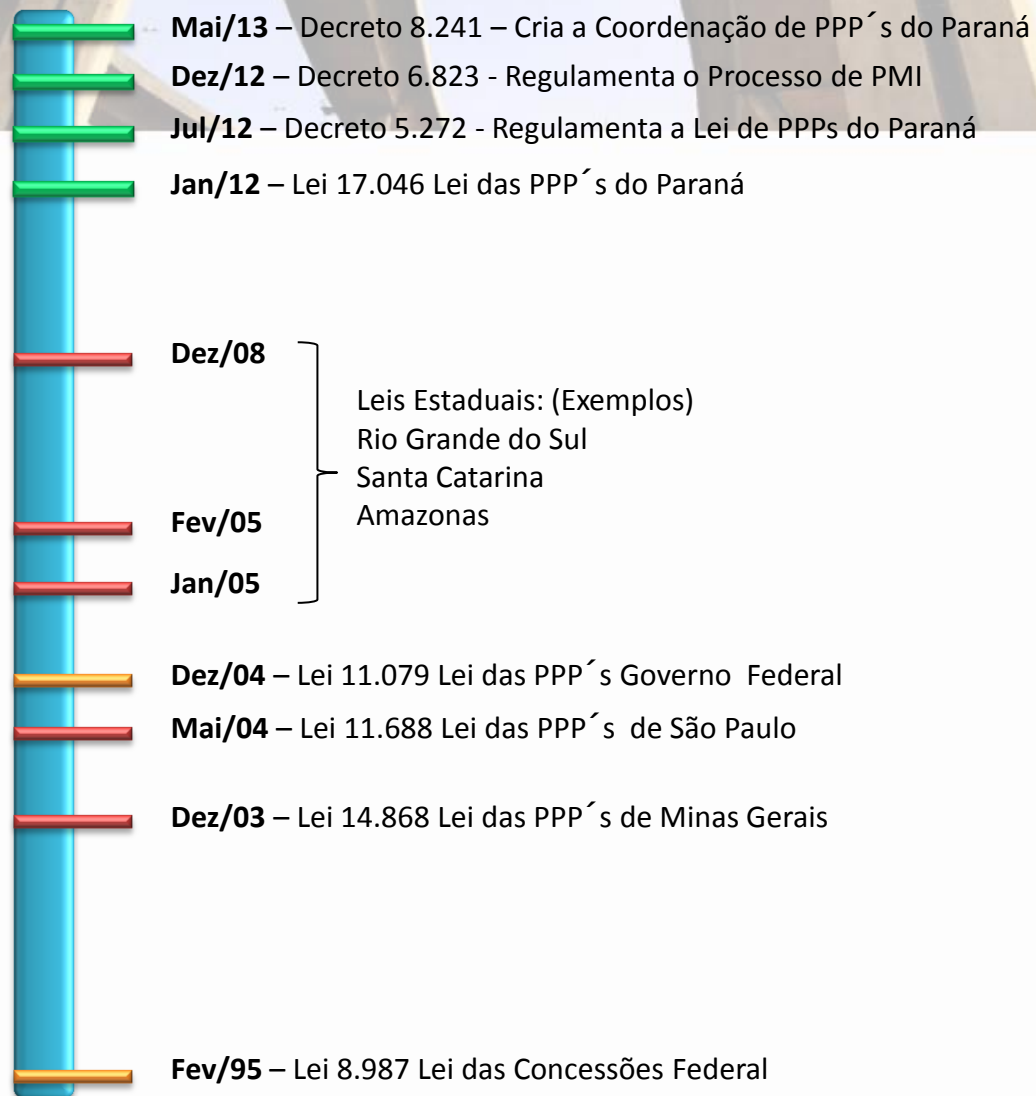 Mai/13 – Decreto 8.241 – Cria a Coordenação de PPP´s do Paraná
Dez/12 – Decreto 6.823 - Regulamenta o Processo de PMI
Jul/12 – Decreto 5.272 - Regulamenta a Lei de PPPs do Paraná
Jan/12 – Lei 17.046 Lei das PPP´s do Paraná
Dez/08
Leis Estaduais: (Exemplos)
Rio Grande do Sul
Santa Catarina
Amazonas
Fev/05
Jan/05
Dez/04 – Lei 11.079 Lei das PPP´s Governo Federal
Mai/04 – Lei 11.688 Lei das PPP´s de São Paulo
Dez/03 – Lei 14.868 Lei das PPP´s de Minas Gerais
Fev/95 – Lei 8.987 Lei das Concessões Federal